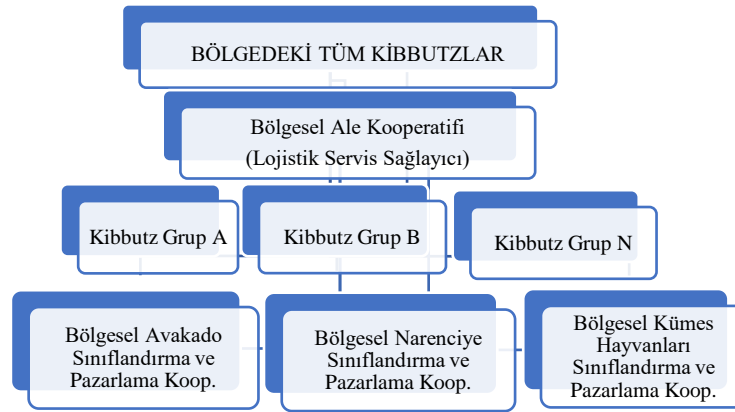 BÖLGEDEKİ TÜM KİBBUTZLAR
Bölgesel Ale Kooperatifi
(Lojistik Servis Sağlayıcı)
Kibbutz Grup A
Kibbutz Grup B
Kibbutz Grup N
Bölgesel Avakado
Sınıflandırma ve
Pazarlama Koop.
Bölgesel Narenciye
Sınıflandırma ve
Pazarlama Koop.
Bölgesel Kümes
Hayvanları
Sınıflandırma ve
Pazarlama Koop.